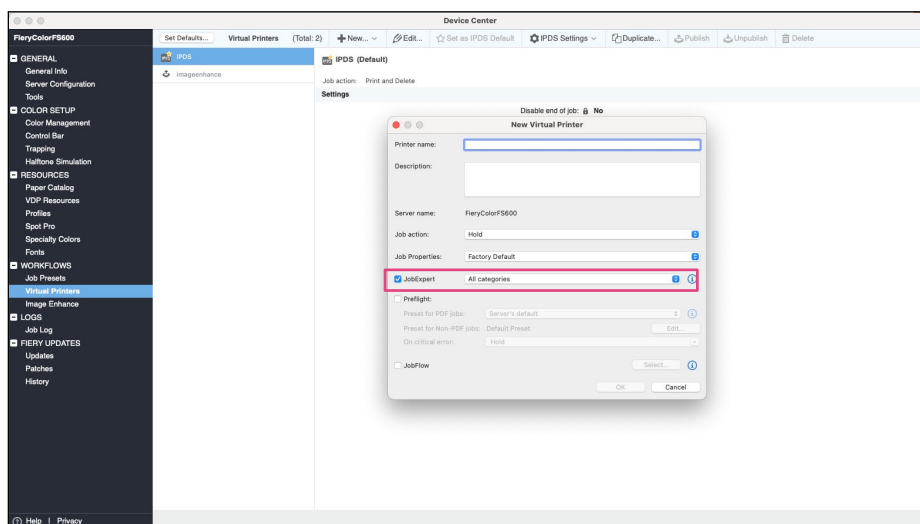 Device Center
FieryColorFS600
Set Defaults... Virtual Printers (Total: 2) New... Edit... Set as IPDS Default IPDS Settings Duplicate... Publish Unpublish Delete
GENERAL
General Info
Server Configuration
Tools
COLOR SETUP
Color Management
Control Bar
Trapping
Halftone Simulation
RESOURCES
Paper Catalog
VDP Resources
Profiles
Spot Pro
Specialty Colors
Fonts
WORKFLOWS
Job Presets
Virtual Printers
Image Enhance
LOGS
Job Log
FIERY UPDATES
Updates
Patches
History
Help | Privacy
IPDS
imageenhance
IPDS (Default)
Job action: Print and Delete
Settings
Disable end of job: No
New Virtual Printer
Printer name:
Description:
Server name: FieryColorFS600
Job action: Hold
Job Properties: Factory Default
JobExpert All categories
Preflight:
Preset for PDF jobs: Server's default
Preset for Non-PDF jobs: Default Preset Edit...
On critical error: Hold
JobFlow Select...
OK Cancel